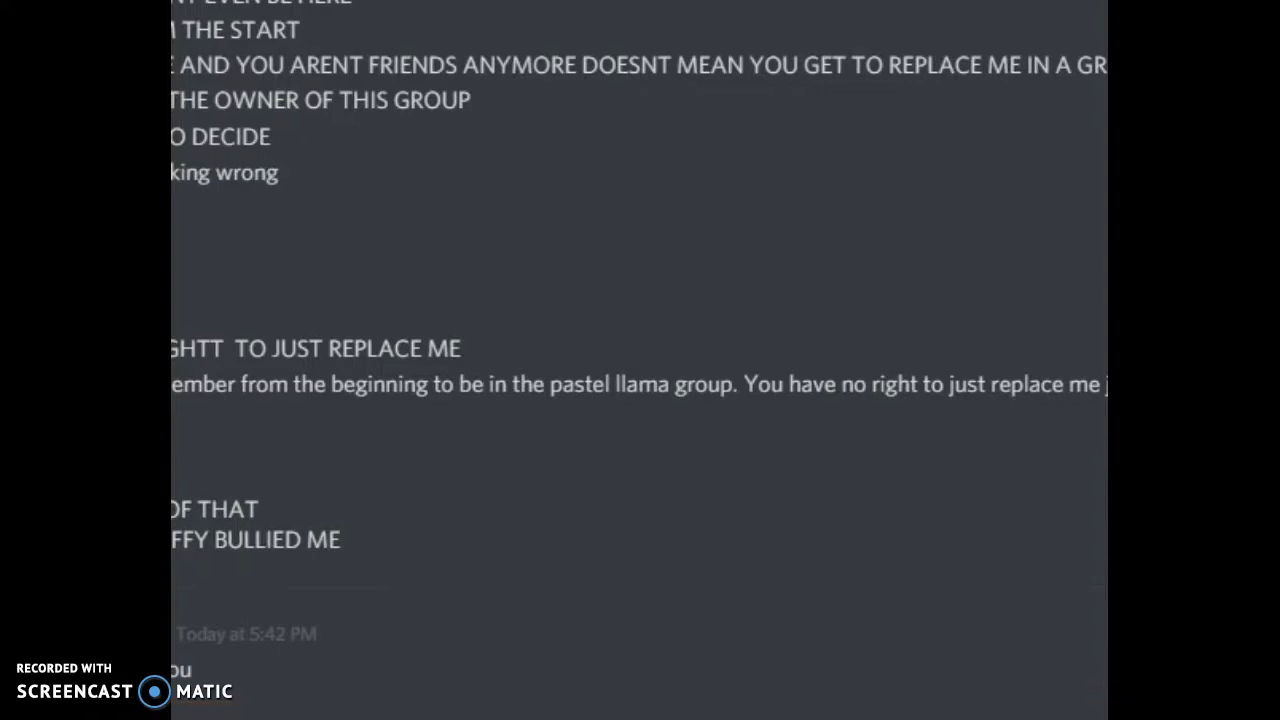 EVEN BE HERE
THE START
AND YOU ARENT FRIENDS ANYMORE DOESNT MEAN YOU GET TO REPLACE ME IN A GR
THE OWNER OF THIS GROUP
O DECIDE
king wrong
GHTT TO JUST REPLACE ME
ember from the beginning to be in the pastel llama group. You have no right to just replace me j
OF THAT
FFY BULLIED ME
Today at 5:42 PM
ou
RECORDED WITH
SCREENCAST MATIC